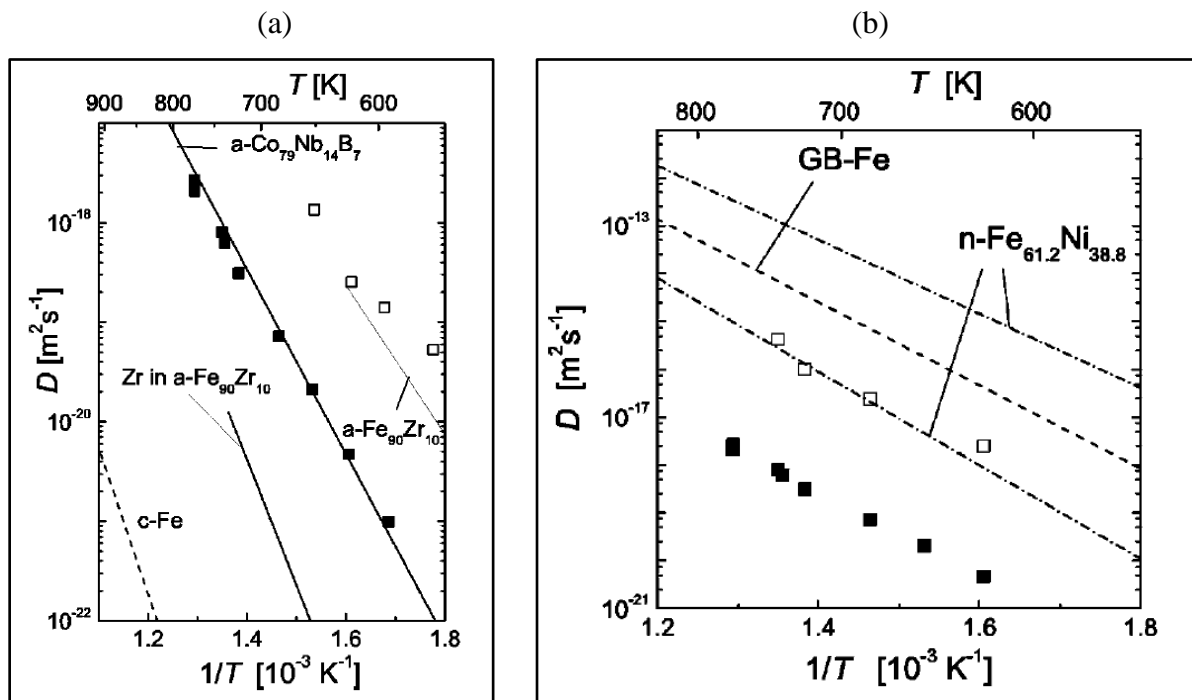 (a)
(b)
T [K]
900 800 700 600
a-Co₇₉Nb₁₄B₇
10⁻¹⁸
D [m²s⁻¹]
Zr in a-Fe₉₀Zr₁₀
10⁻²⁰
a-Fe₉₀Zr₁₀
c-Fe
10⁻²²
1.2 1.4 1.6 1.8
1/T [10⁻³ K⁻¹]
T [K]
800 700 600
GB-Fe
10⁻¹³
n-Fe₆₁.₂Ni₃₈.₈
D [m²s⁻¹]
10⁻¹⁷
10⁻²¹
1.2 1.4 1.6 1.8
1/T [10⁻³ K⁻¹]